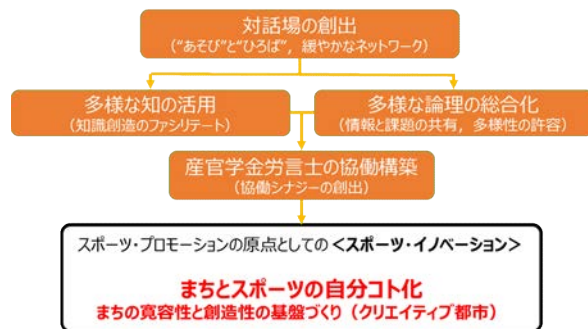 対話場の創出
(“あそび”と“ひろば”，緩やかなネットワーク)
多様な知の活用
(知識創造のファシリテート)
多様な論理の総合化
(情報と課題の共有，多様性の許容)
産官学金労言士の協働構築
(協働シナジーの創出)
スポーツ・プロモーションの原点としての <スポーツ・イノベーション>
まちとスポーツの自分コト化
まちの寛容性と創造性の基盤づくり (クリエイティブ都市)